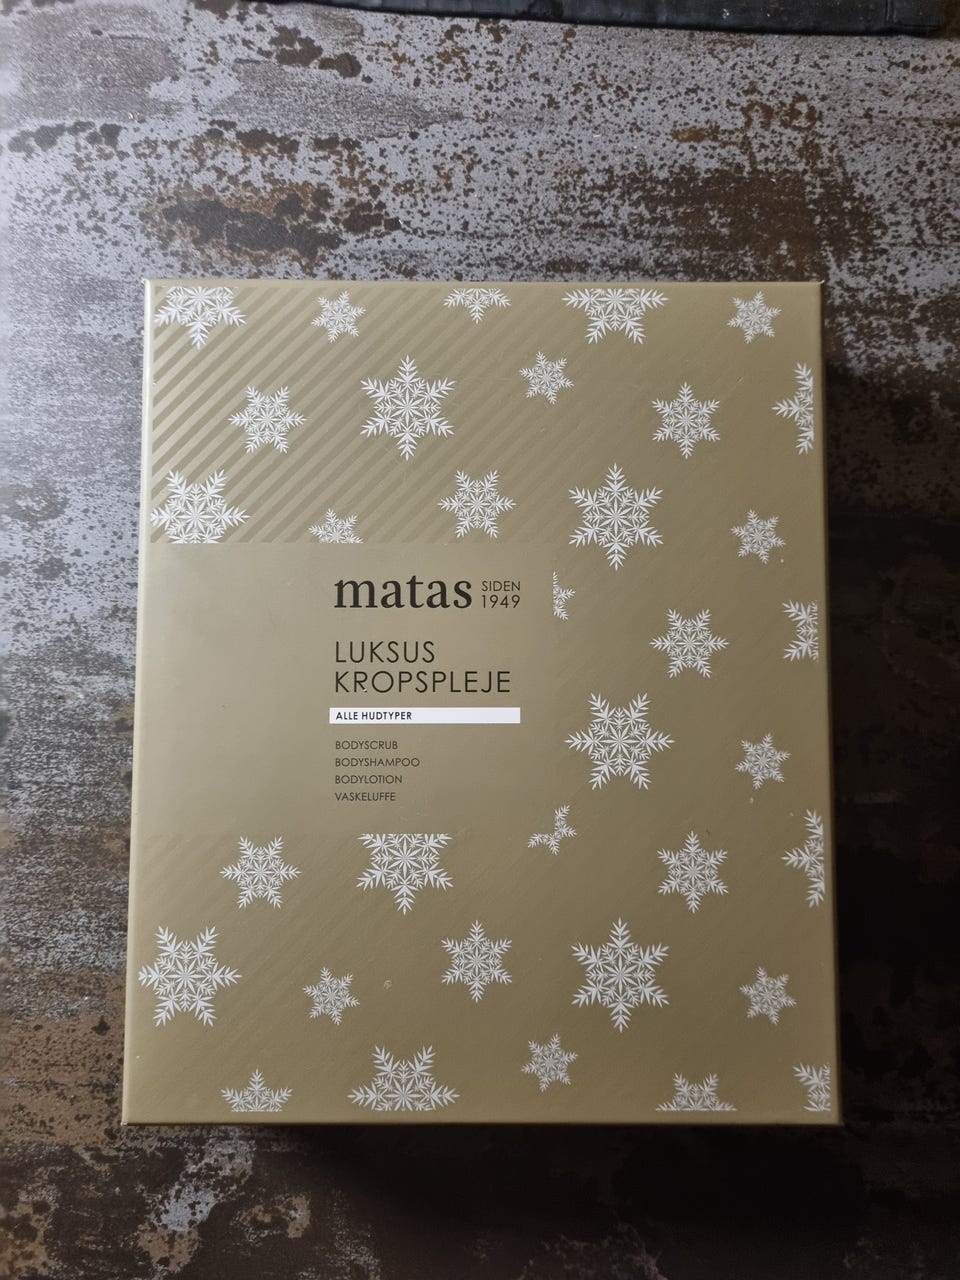 matas SIDEN 1949
LUKSUS
KROPSPLEJE
ALLE HUDTYPER
BODYSCRUB
BODYSHAMPOO
BODYLOTION
VASKELUFFE